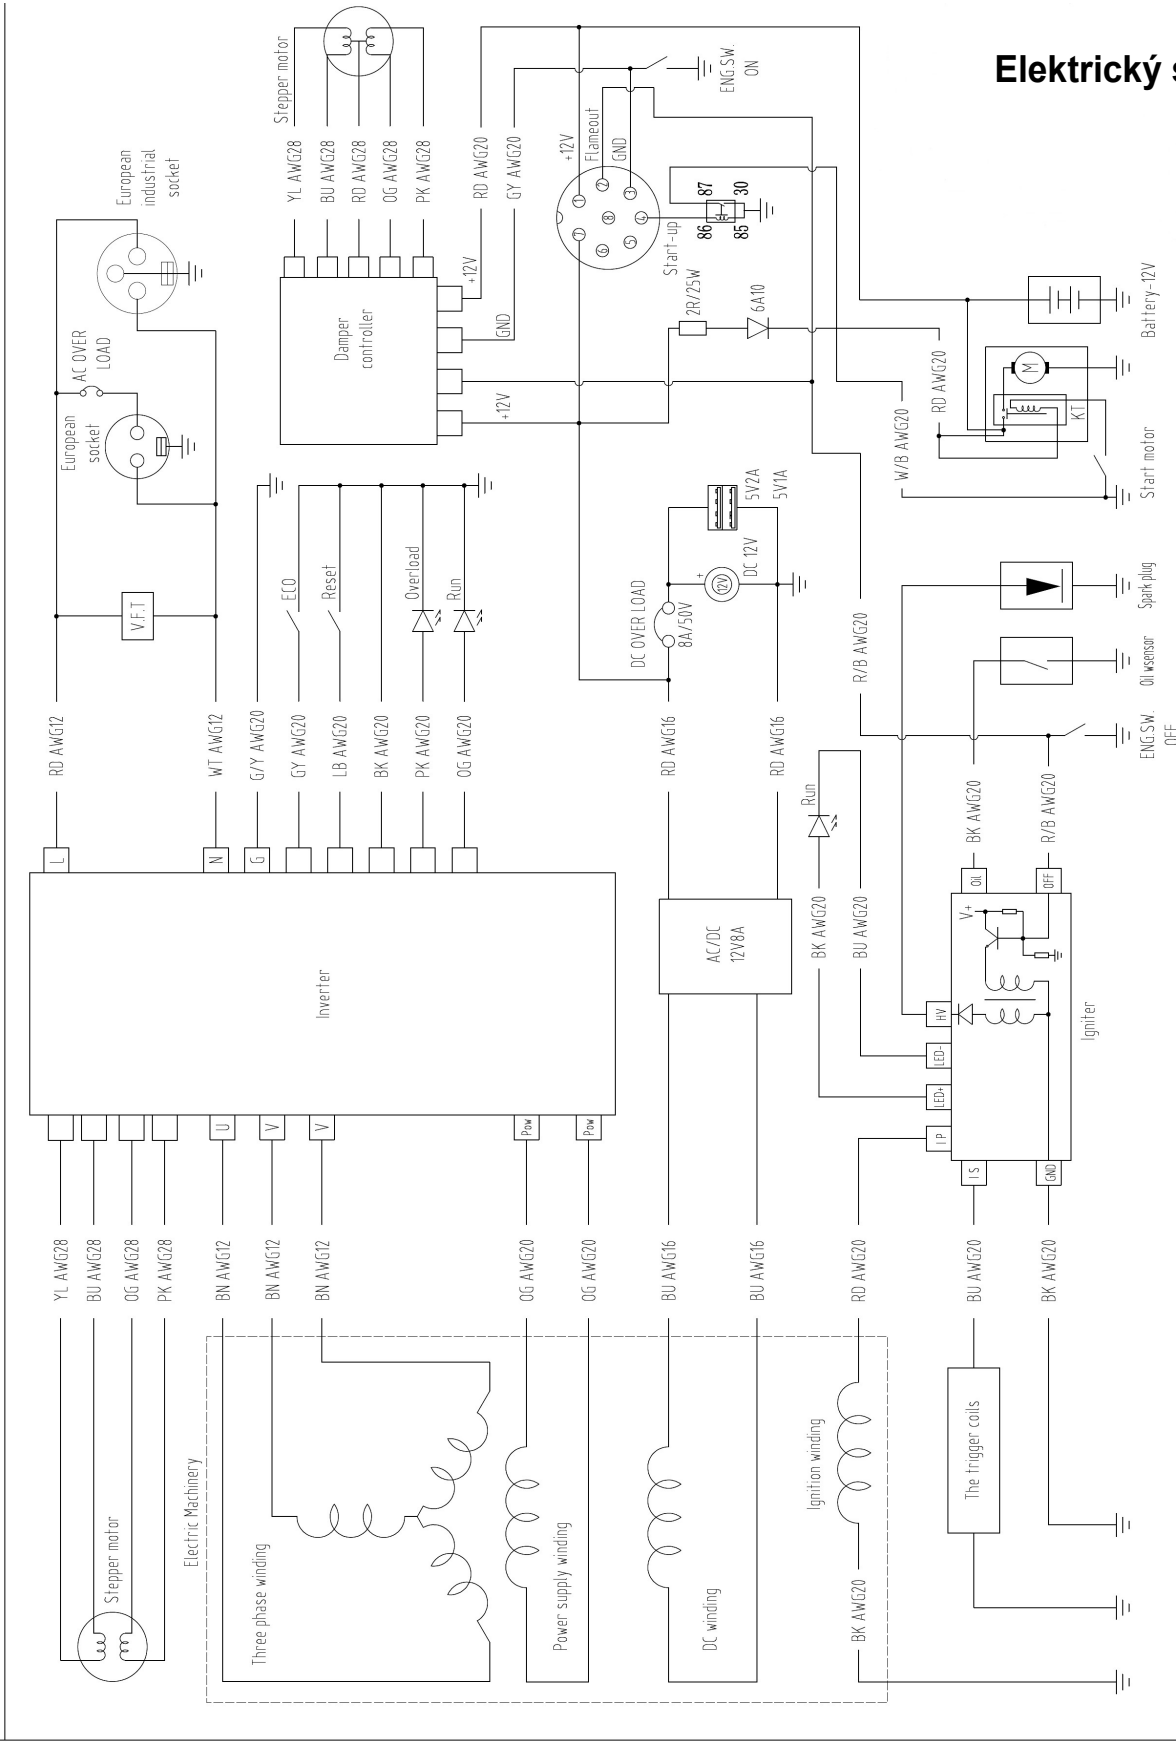 Elektrický s
Stepper motor
YL AWG28
BU AWG28
RD AWG28
OG AWG28
PK AWG28
RD AWG20
GY AWG20
ENG.SW.
ON
European
industrial
socket
AC OVER
LOAD
European
socket
Damper
controller
+12V
GND
+12V
+12V
Flameout
GND
1
2
3
4
5
6
7
8
Start-up
86
87
85
30
2R/25W
6A10
RD AWG20
W/B AWG20
M
KT
Battery-12V
Start motor
V.F.T
ECO
Reset
Overload
Run
RD AWG12
WT AWG12
G/Y AWG20
GY AWG20
LB AWG20
BK AWG20
PK AWG20
OG AWG20
DC OVER LOAD
8A/50V
+
12V
DC 12V
5V2A
5V1A
RD AWG16
RD AWG16
R/B AWG20
Spark plug
Oil wsensor
ENG.SW.
OFF
BK AWG20
R/B AWG20
L
N
G
Inverter
U
V
V
Pow
Pow
AC/DC
12V8A
Run
BK AWG20
BU AWG20
Oil
OFF
V+
HV
LED-
LED+
IP
IS
GND
Igniter
YL AWG28
BU AWG28
OG AWG28
PK AWG28
BN AWG12
BN AWG12
BN AWG12
OG AWG20
OG AWG20
BU AWG16
BU AWG16
RD AWG20
BU AWG20
BK AWG20
Stepper motor
Electric Machinery
Three phase winding
Power supply winding
DC winding
Ignition winding
BK AWG20
The trigger coils